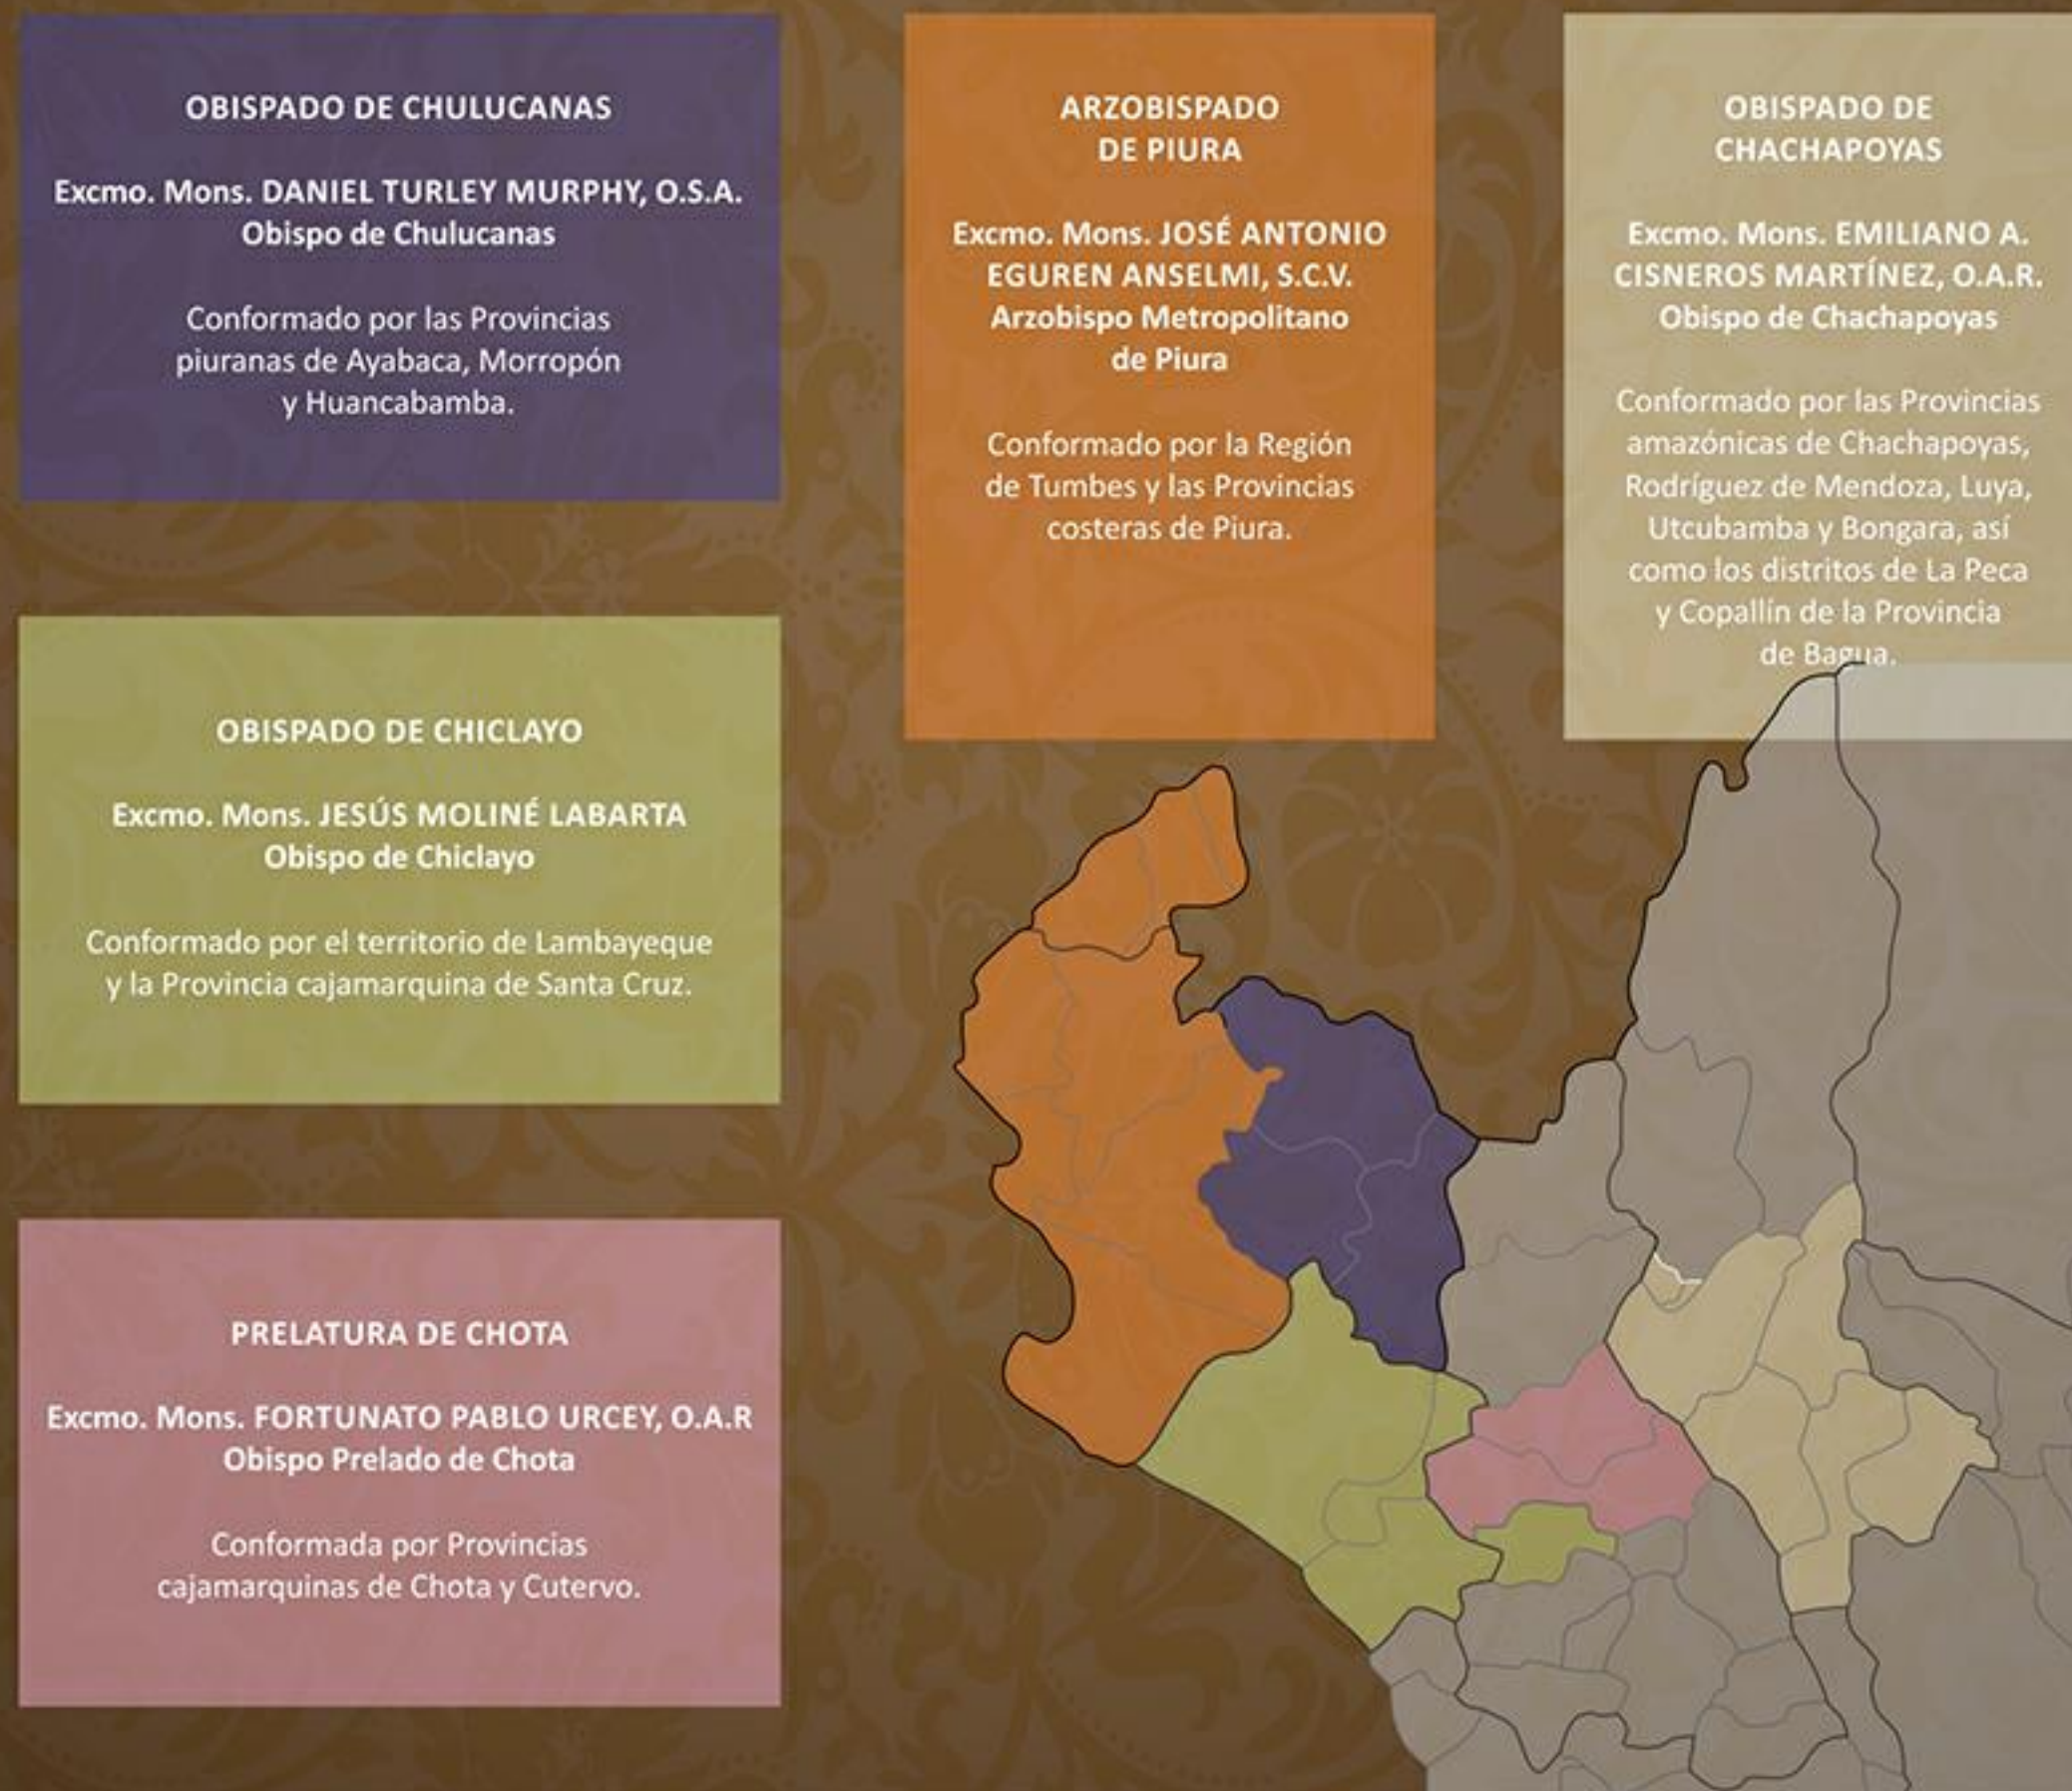 OBISPADO DE CHULUCANAS
Excmo. Mons. DANIEL TURLEY MURPHY, O.S.A.
Obispo de Chulucanas
Conformado por las Provincias
piuranas de Ayabaca, Morropón
y Huancabamba.
ARZOBISPADO
DE PIURA
Excmo. Mons. JOSÉ ANTONIO
EGUREN ANSELMI, S.C.V.
Arzobispo Metropolitano
de Piura
Conformado por la Región
de Tumbes y las Provincias
costeras de Piura.
OBISPADO DE
CHACHAPOYAS
Excmo. Mons. EMILIANO A.
CISNEROS MARTÍNEZ, O.A.R.
Obispo de Chachapoyas
Conformado por las Provincias
amazónicas de Chachapoyas,
Rodríguez de Mendoza, Luya,
Utcubamba y Bongara, así
como los distritos de La Peca
y Copallín de la Provincia
de Bagua.
OBISPADO DE CHICLAYO
Excmo. Mons. JESÚS MOLINÉ LABARTA
Obispo de Chiclayo
Conformado por el territorio de Lambayeque
y la Provincia cajamarquina de Santa Cruz.
PRELATURA DE CHOTA
Excmo. Mons. FORTUNATO PABLO URCEY, O.A.R
Obispo Prelado de Chota
Conformada por Provincias
cajamarquinas de Chota y Cutervo.